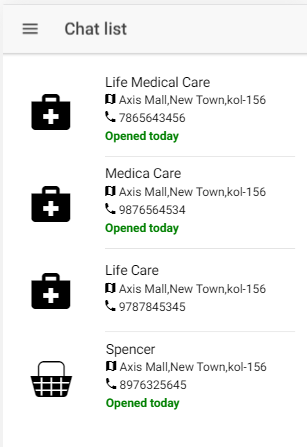 Chat list
Life Medical Care
Axis Mall,New Town,kol-156
7865643456
Opened today
Medica Care
Axis Mall,New Town,kol-156
9876564534
Opened today
Life Care
Axis Mall,New Town,kol-156
9787845345
Spencer
Axis Mall,New Town,kol-156
8976325645
Opened today